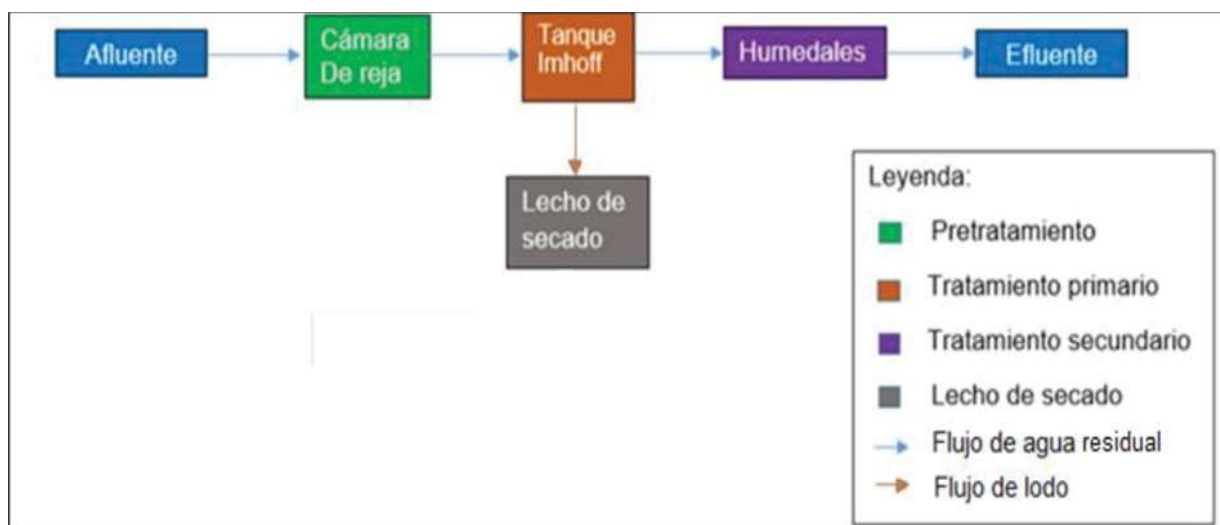 Afluente
Cámara
De reja
Tanque
Imhoff
Humedales
Efluente
Lecho de
secado
Leyenda:
Pretratamiento
Tratamiento primario
Tratamiento secundario
Lecho de secado
Flujo de agua residual
Flujo de lodo